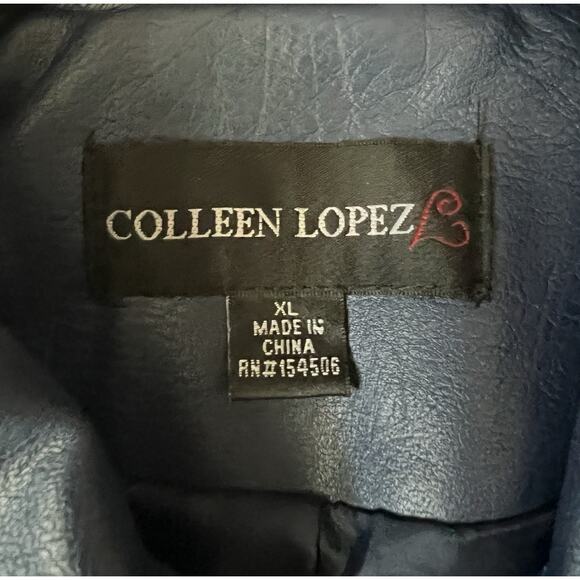 COLLEEN LOPEZ L
XL
MADE IN
CHINA
RN#154506